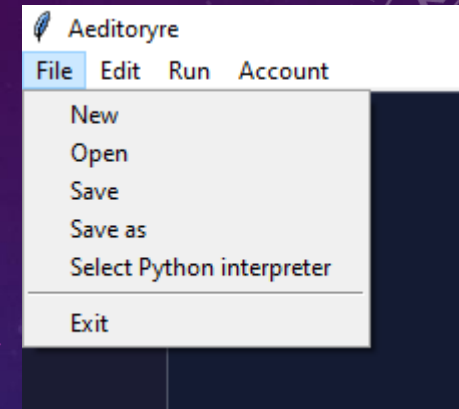 Aeditoryre
File Edit Run Account
New
Open
Save
Save as
Select Python interpreter
Exit